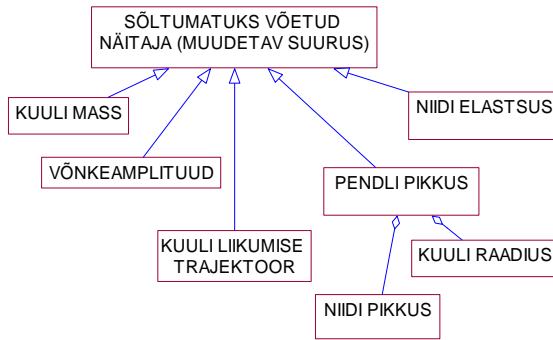 SÕLTUMATUKS VÕETUD
NÄITAJA (MUUDETAV SUURUS)
KUULI MASS
NIIDI ELASTSUS
VÕNKEAMPLITUUD
PENDLI PIKKUS
KUULI LIIKUMISE
TRAJEKTOOR
KUULI RAADIUS
NIIDI PIKKUS